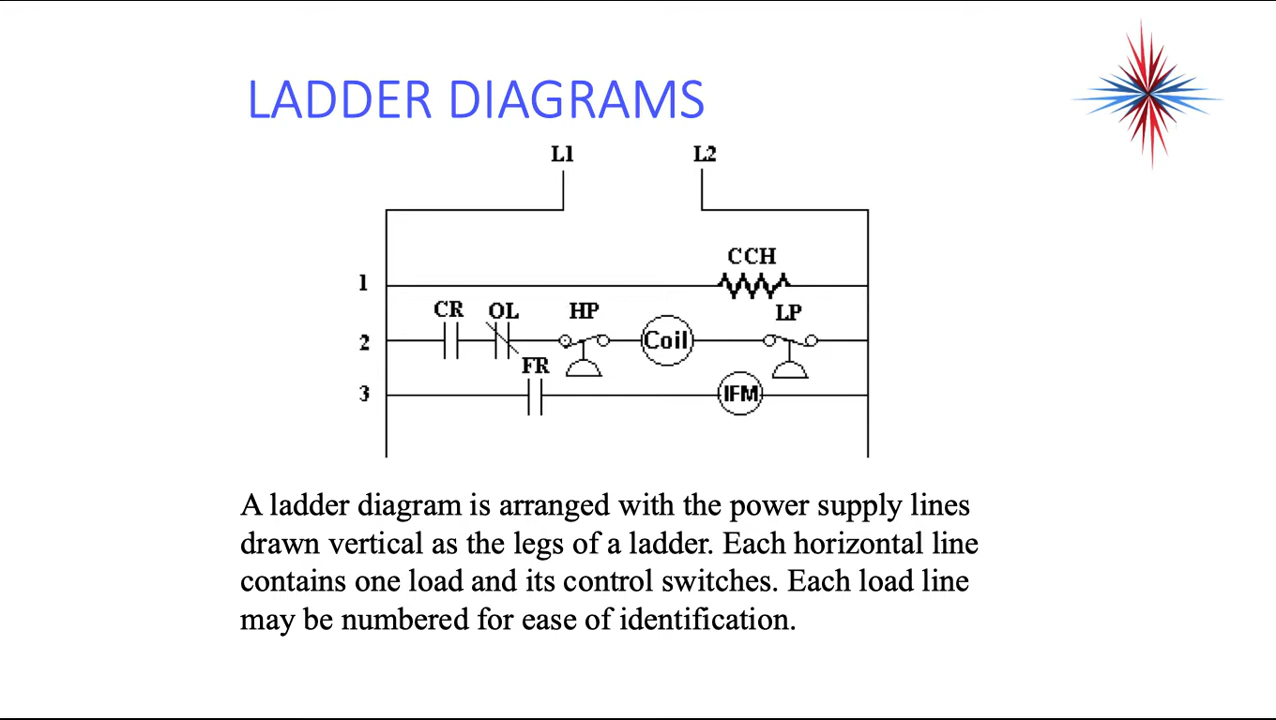 LADDER DIAGRAMS
L1 L2
CCH
1
CR OL HP LP
2 Coil
FR
3 IFM
A ladder diagram is arranged with the power supply lines
drawn vertical as the legs of a ladder. Each horizontal line
contains one load and its control switches. Each load line
may be numbered for ease of identification.